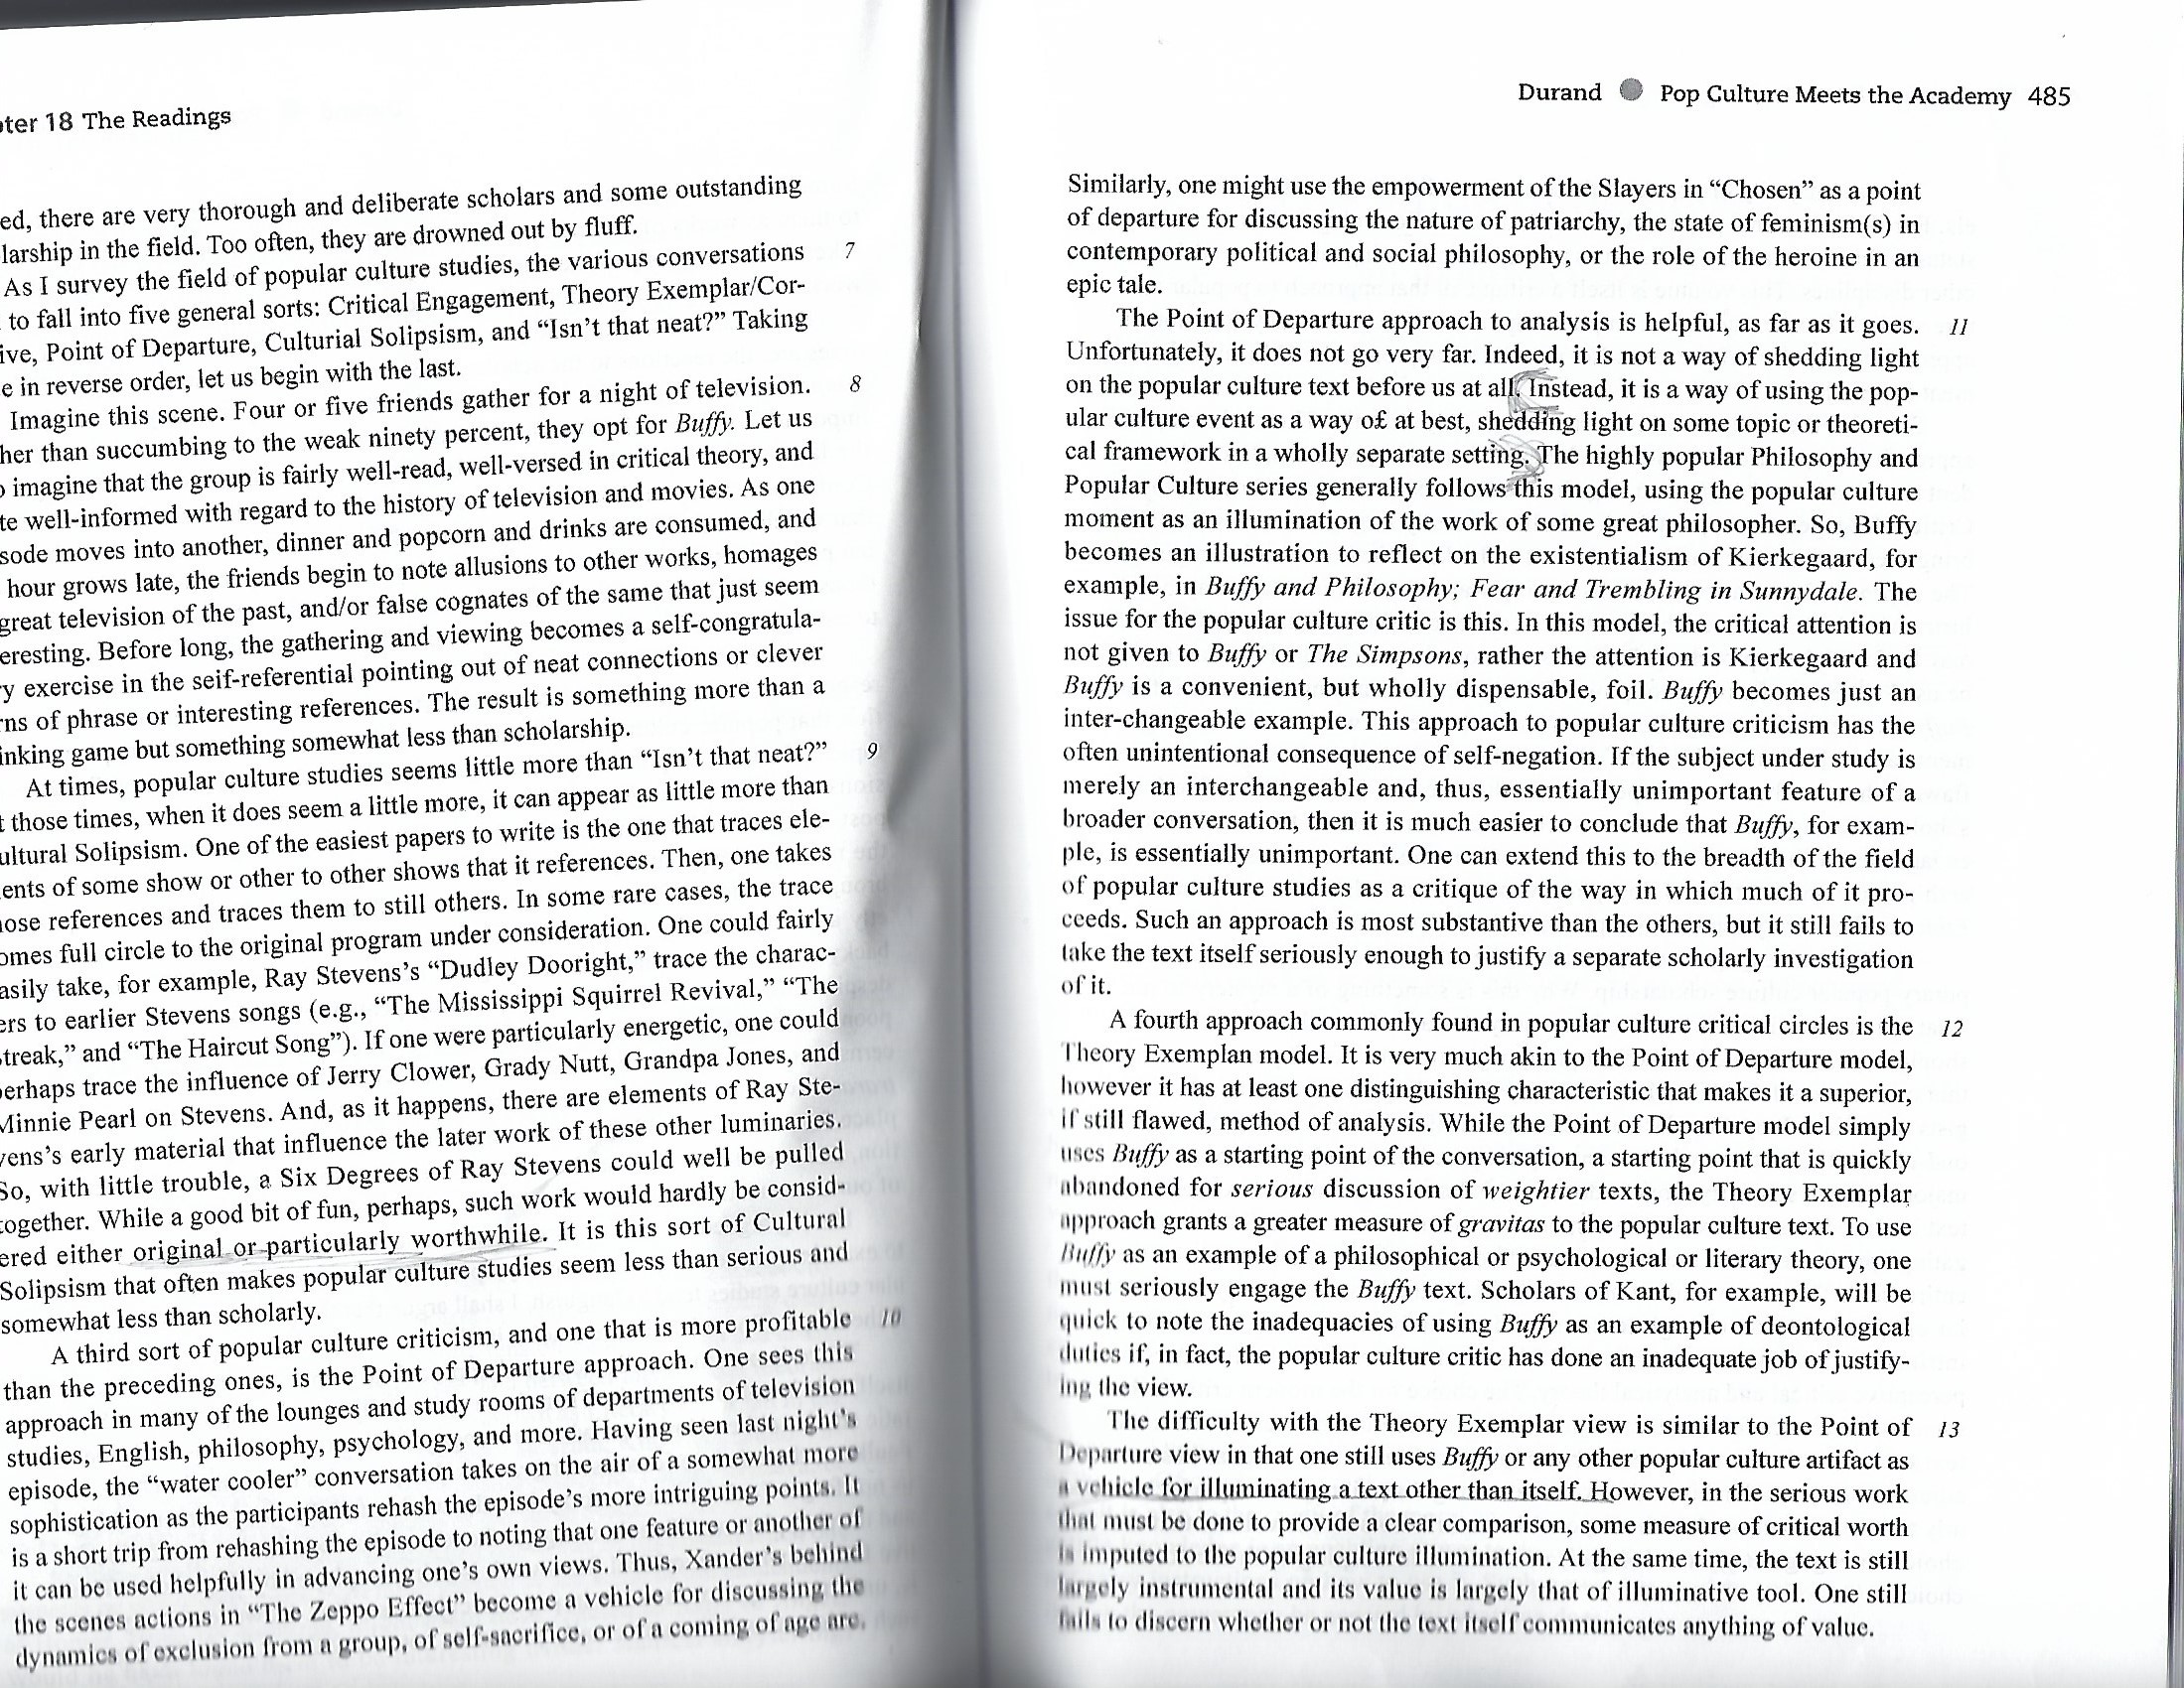 ter 18 The Readings
ed, there are very thorough and deliberate scholars and some outstanding
larship in the field. Too often, they are drowned out by fluff.
As I survey the field of popular culture studies, the various conversations 7
to fall into five general sorts: Critical Engagement, Theory Exemplar/Cor-
ive, Point of Departure, Culturial Solipsism, and “Isn’t that neat?” Taking
e in reverse order, let us begin with the last.
Imagine this scene. Four or five friends gather for a night of television. 8
her than succumbing to the weak ninety percent, they opt for Buffy. Let us
o imagine that the group is fairly well-read, well-versed in critical theory, and
te well-informed with regard to the history of television and movies. As one
sode moves into another, dinner and popcorn and drinks are consumed, and
hour grows late, the friends begin to note allusions to other works, homages
great television of the past, and/or false cognates of the same that just seem
eresting. Before long, the gathering and viewing becomes a self-congratula-
ry exercise in the seif-referential pointing out of neat connections or clever
rns of phrase or interesting references. The result is something more than a
inking game but something somewhat less than scholarship.
At times, popular culture studies seems little more than “Isn’t that neat?” 9
t those times, when it does seem a little more, it can appear as little more than
ultural Solipsism. One of the easiest papers to write is the one that traces ele-
ents of some show or other to other shows that it references. Then, one takes
ose references and traces them to still others. In some rare cases, the trace
omes full circle to the original program under consideration. One could fairly
asily take, for example, Ray Stevens’s “Dudley Dooright,” trace the charac-
ers to earlier Stevens songs (e.g., “The Mississippi Squirrel Revival,” “The
treak,” and “The Haircut Song”). If one were particularly energetic, one could
perhaps trace the influence of Jerry Clower, Grady Nutt, Grandpa Jones, and
Minnie Pearl on Stevens. And, as it happens, there are elements of Ray Ste-
vens’s early material that influence the later work of these other luminaries.
So, with little trouble, a Six Degrees of Ray Stevens could well be pulled
together. While a good bit of fun, perhaps, such work would hardly be consid-
ered either original or particularly worthwhile. It is this sort of Cultural
Solipsism that often makes popular culture studies seem less than serious and
somewhat less than scholarly.
A third sort of popular culture criticism, and one that is more profitable 10
than the preceding ones, is the Point of Departure approach. One sees this
approach in many of the lounges and study rooms of departments of television
studies, English, philosophy, psychology, and more. Having seen last night’s
episode, the “water cooler” conversation takes on the air of a somewhat more
sophistication as the participants rehash the episode’s more intriguing points. It
is a short trip from rehashing the episode to noting that one feature or another of
it can be used helpfully in advancing one’s own views. Thus, Xander’s behind
the scenes actions in “The Zeppo Effect” become a vehicle for discussing the
dynamics of exclusion from a group, of self-sacrifice, or of a coming of age are.
Durand Pop Culture Meets the Academy 485
Similarly, one might use the empowerment of the Slayers in “Chosen” as a point
of departure for discussing the nature of patriarchy, the state of feminism(s) in
contemporary political and social philosophy, or the role of the heroine in an
epic tale.
The Point of Departure approach to analysis is helpful, as far as it goes. 11
Unfortunately, it does not go very far. Indeed, it is not a way of shedding light
on the popular culture text before us at all. Instead, it is a way of using the pop-
ular culture event as a way o£ at best, shedding light on some topic or theoreti-
cal framework in a wholly separate setting. The highly popular Philosophy and
Popular Culture series generally follows this model, using the popular culture
moment as an illumination of the work of some great philosopher. So, Buffy
becomes an illustration to reflect on the existentialism of Kierkegaard, for
example, in Buffy and Philosophy; Fear and Trembling in Sunnydale. The
issue for the popular culture critic is this. In this model, the critical attention is
not given to Buffy or The Simpsons, rather the attention is Kierkegaard and
Buffy is a convenient, but wholly dispensable, foil. Buffy becomes just an
inter-changeable example. This approach to popular culture criticism has the
often unintentional consequence of self-negation. If the subject under study is
merely an interchangeable and, thus, essentially unimportant feature of a
broader conversation, then it is much easier to conclude that Buffy, for exam-
ple, is essentially unimportant. One can extend this to the breadth of the field
of popular culture studies as a critique of the way in which much of it pro-
ceeds. Such an approach is most substantive than the others, but it still fails to
take the text itself seriously enough to justify a separate scholarly investigation
of it.
A fourth approach commonly found in popular culture critical circles is the 12
Theory Exemplan model. It is very much akin to the Point of Departure model,
however it has at least one distinguishing characteristic that makes it a superior,
if still flawed, method of analysis. While the Point of Departure model simply
uses Buffy as a starting point of the conversation, a starting point that is quickly
abandoned for serious discussion of weightier texts, the Theory Exemplar
approach grants a greater measure of gravitas to the popular culture text. To use
Buffy as an example of a philosophical or psychological or literary theory, one
must seriously engage the Buffy text. Scholars of Kant, for example, will be
quick to note the inadequacies of using Buffy as an example of deontological
duties if, in fact, the popular culture critic has done an inadequate job of justify-
ing the view.
The difficulty with the Theory Exemplar view is similar to the Point of 13
Departure view in that one still uses Buffy or any other popular culture artifact as
a vehicle for illuminating a text other than itself. However, in the serious work
that must be done to provide a clear comparison, some measure of critical worth
is imputed to the popular culture illumination. At the same time, the text is still
largely instrumental and its value is largely that of illuminative tool. One still
fails to discern whether or not the text itself communicates anything of value.